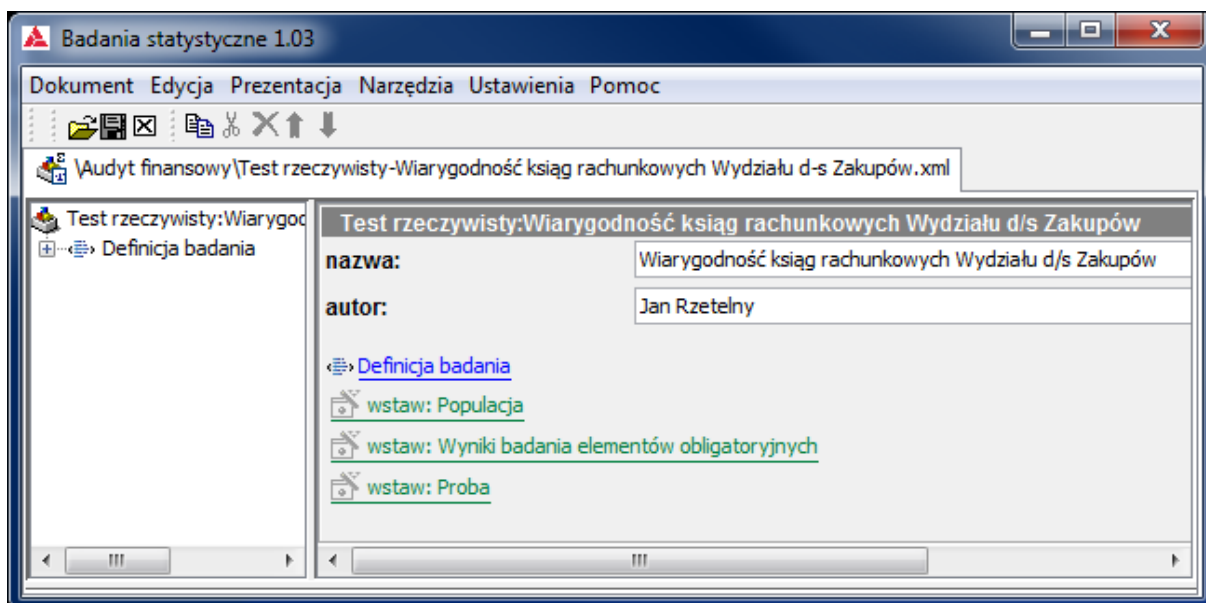 Badania statystyczne 1.03
Dokument Edycja Prezentacja Narzędzia Ustawienia Pomoc
\Audyt finansowy\Test rzeczywisty-Wiarygodność ksiąg rachunkowych Wydziału d-s Zakupów.xml
Test rzeczywisty:Wiarygod
Definicja badania
Test rzeczywisty:Wiarygodność ksiąg rachunkowych Wydziału d/s Zakupów
nazwa: Wiarygodność ksiąg rachunkowych Wydziału d/s Zakupów
autor: Jan Rzetelny
Definicja badania
wstaw: Populacja
wstaw: Wyniki badania elementów obligatoryjnych
wstaw: Proba